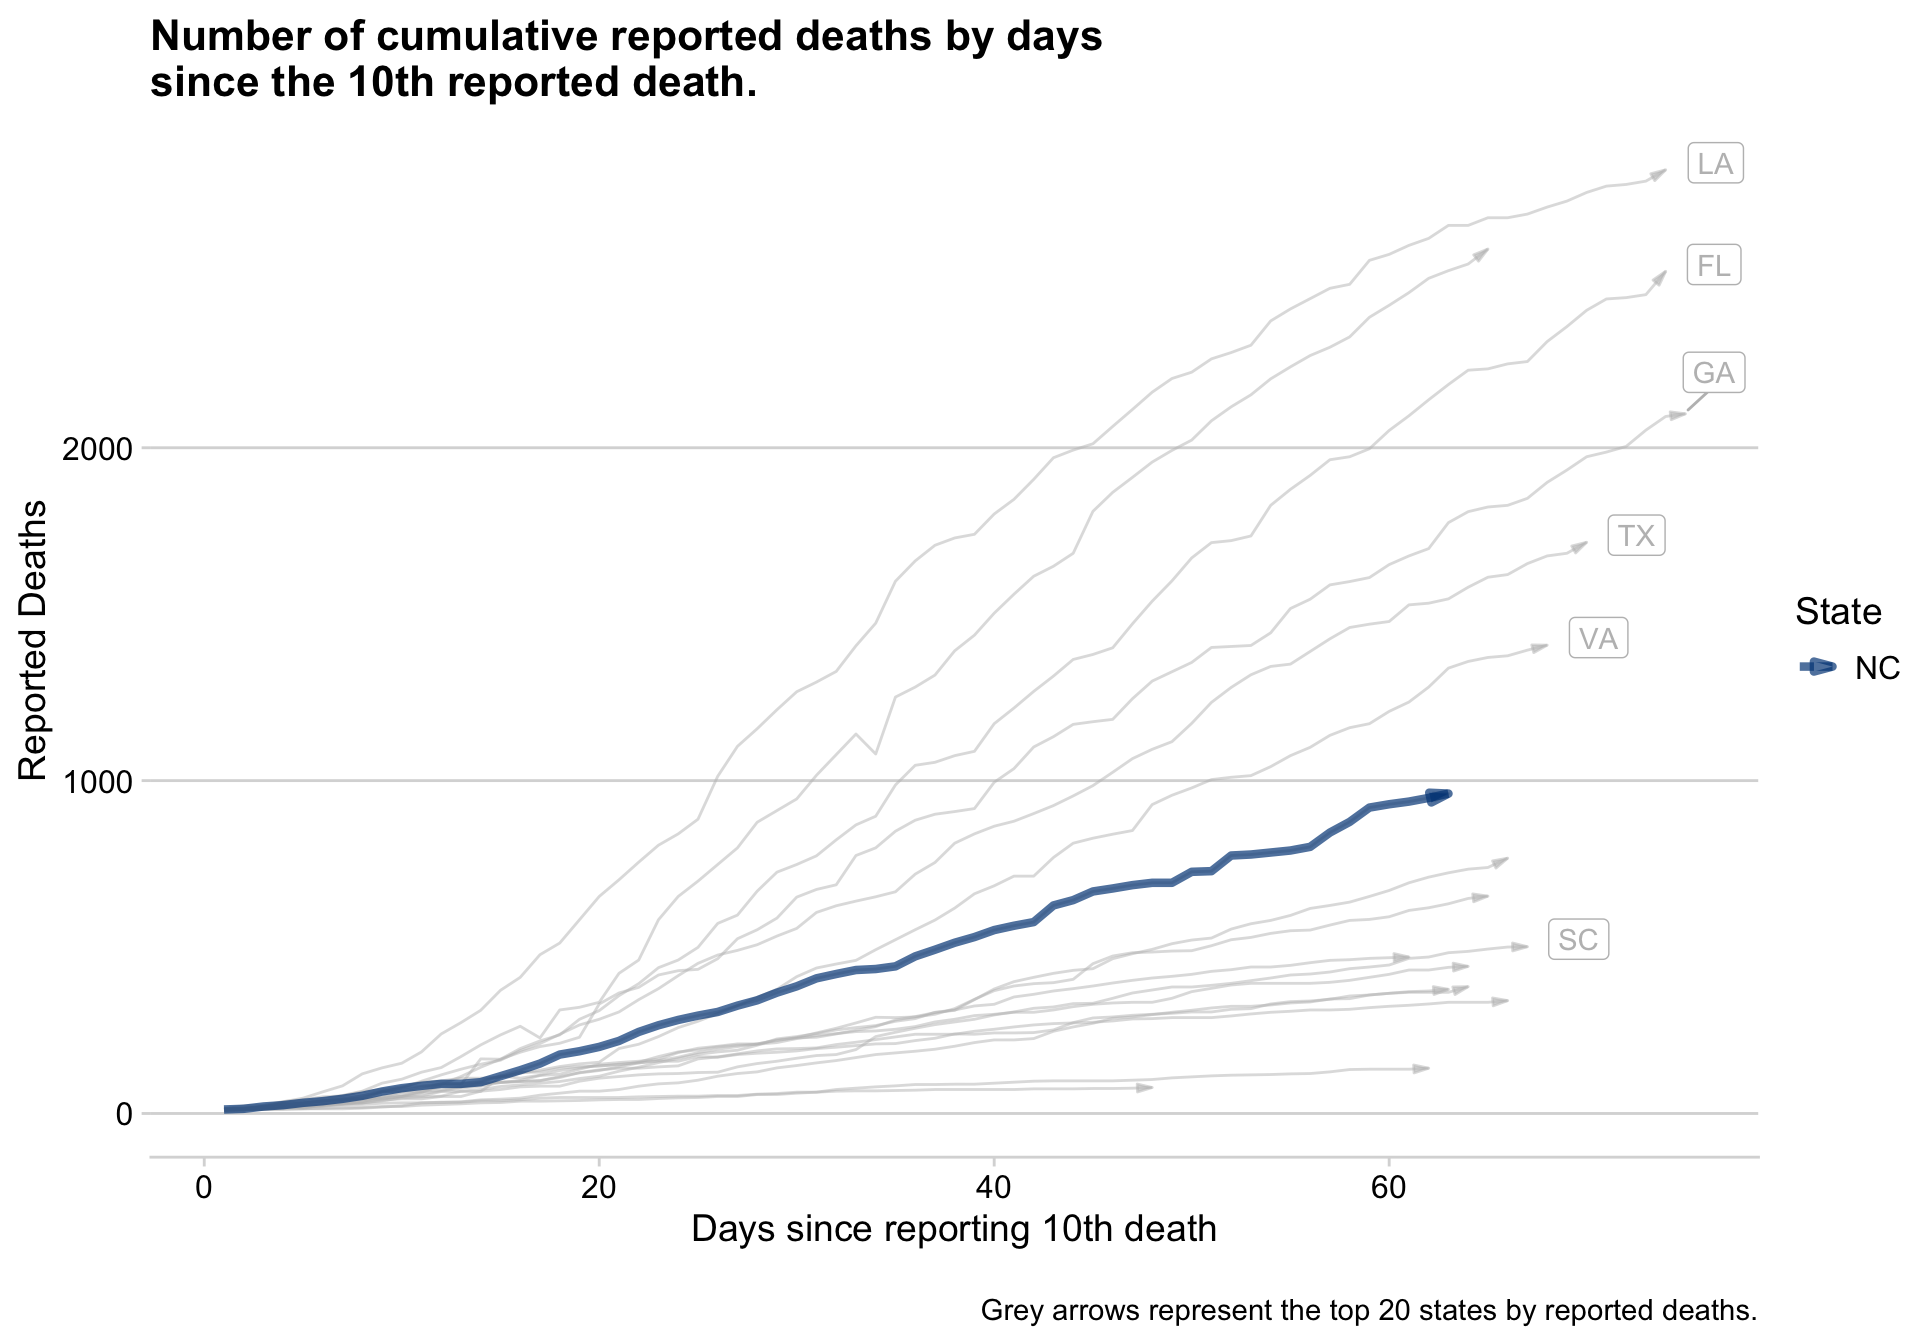 Number of cumulative reported deaths by days
since the 10th reported death.
LA
FL
GA
2000
TX
VA
Reported Deaths
State
NC
1000
SC
0
0
20
40
60
Days since reporting 10th death
Grey arrows represent the top 20 states by reported deaths.